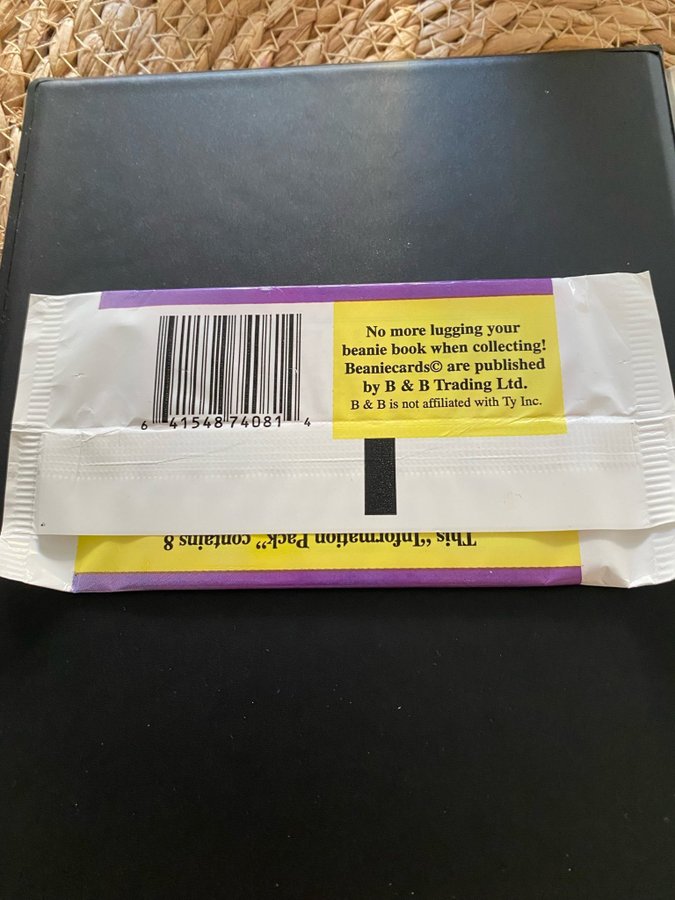 No more lugging your
beanie book when collecting!
Beaniecards© are published
by B & B Trading Ltd.
B & B is not affiliated with Ty Inc.
6 41548 74081 4
This "Information Pack" contains 8